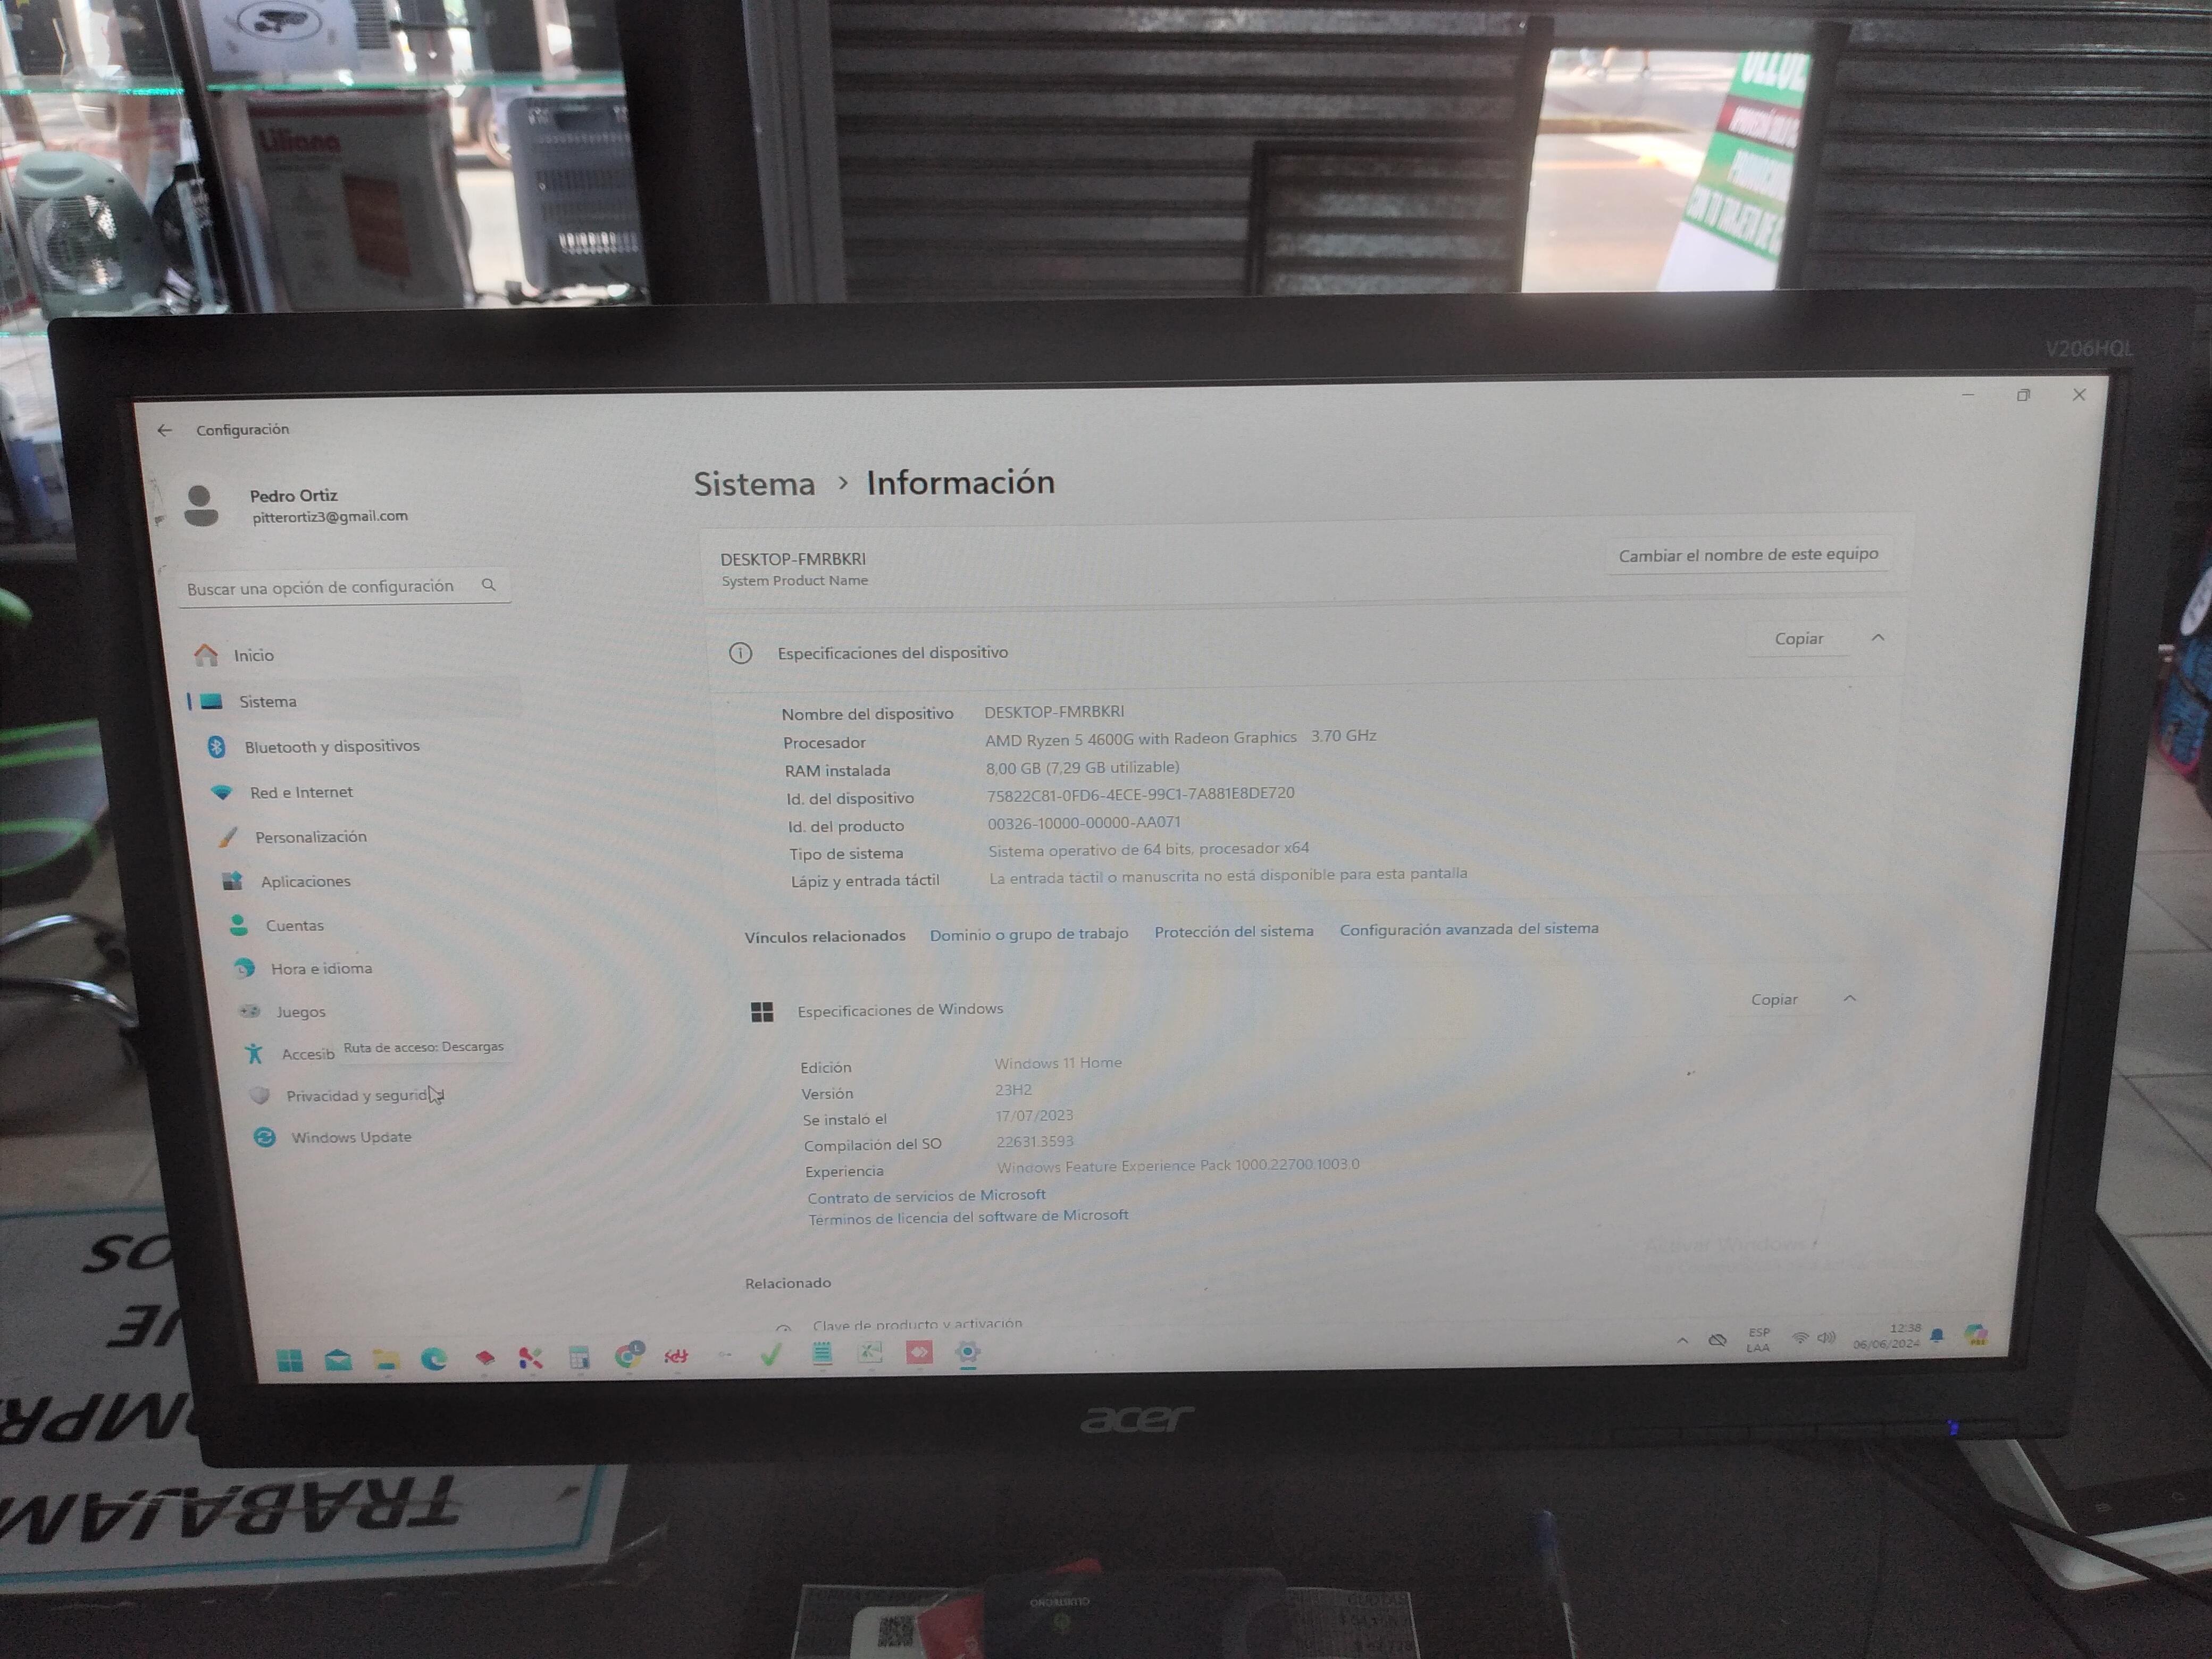 Liliana
V206HQL
Configuración
Pedro Ortiz
pitterortiz3@gmail.com
Buscar una opción de configuración
Inicio
Sistema
Bluetooth y dispositivos
Red e Internet
Personalización
Aplicaciones
Cuentas
Hora e idioma
Juegos
Accesib
Ruta de acceso: Descargas
Privacidad y segurid
Windows Update
Sistema > Información
DESKTOP-FMRBKRI
System Product Name
Cambiar el nombre de este equipo
Especificaciones del dispositivo
Copiar
Nombre del dispositivo DESKTOP-FMRBKRI
Procesador AMD Ryzen 5 4600G with Radeon Graphics 3.70 GHz
RAM instalada 8,00 GB (7,29 GB utilizable)
Id. del dispositivo 75822C81-0FD6-4ECE-99C1-7A881E8DE720
Id. del producto 00326-10000-00000-AA071
Tipo de sistema Sistema operativo de 64 bits, procesador x64
Lápiz y entrada táctil La entrada táctil o manuscrita no está disponible para esta pantalla
Vínculos relacionados Dominio o grupo de trabajo Protección del sistema Configuración avanzada del sistema
Especificaciones de Windows
Copiar
Edición Windows 11 Home
Versión 23H2
Se instaló el 17/07/2023
Compilación del SO 22631.3593
Experiencia Windows Feature Experience Pack 1000.22700.1003.0
Contrato de servicios de Microsoft
Términos de licencia del software de Microsoft
Activar Windows
Relacionado
Clave de producto y activación
ESP
LAA
12:38
06/06/2024
acer
TRABAJAM
OMPR
UE
OS